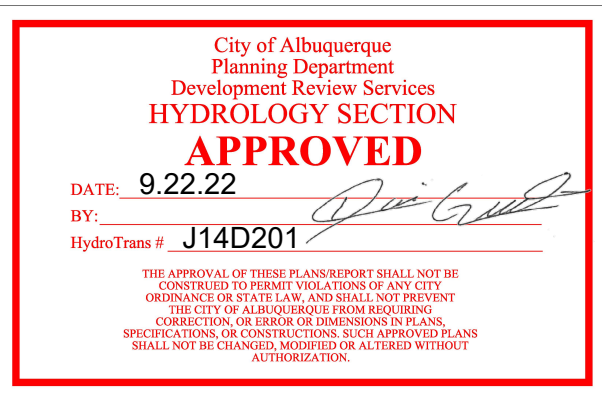 City of Albuquerque
Planning Department
Development Review Services
HYDROLOGY SECTION
APPROVED
DATE: 9.22.22
BY:
HydroTrans # J14D201
THE APPROVAL OF THESE PLANS/REPORT SHALL NOT BE
CONSTRUED TO PERMIT VIOLATIONS OF ANY CITY
ORDINANCE OR STATE LAW, AND SHALL NOT PREVENT
THE CITY OF ALBUQUERQUE FROM REQUIRING
CORRECTION, OR ERROR OR DIMENSIONS IN PLANS,
SPECIFICATIONS, OR CONSTRUCTIONS. SUCH APPROVED PLANS
SHALL NOT BE CHANGED, MODIFIED OR ALTERED WITHOUT
AUTHORIZATION.